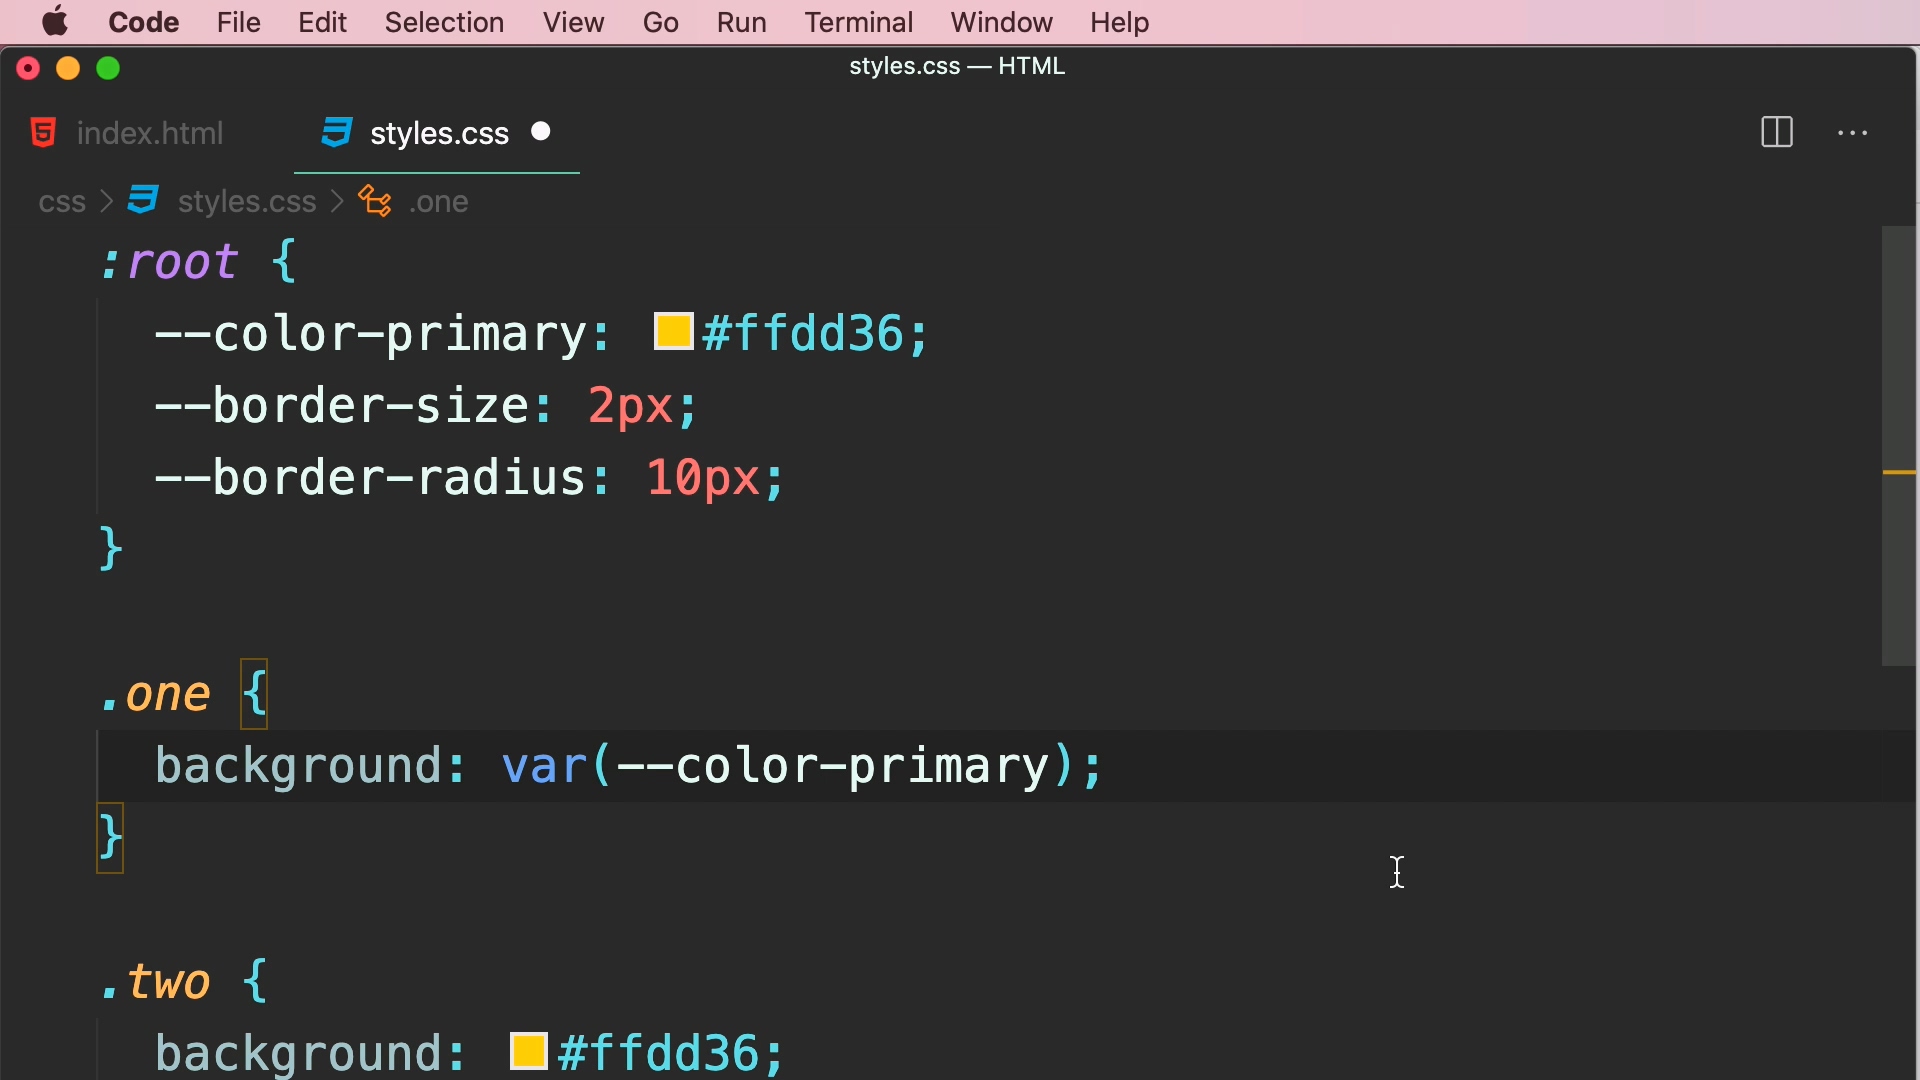 Code File Edit Selection View Go Run Terminal Window Help
styles.css — HTML
index.html styles.css
css > styles.css > .one
:root {
--color-primary: #ffdd36;
--border-size: 2px;
--border-radius: 10px;
}
.one {
background: var(--color-primary);
}
.two {
background: #ffdd36;